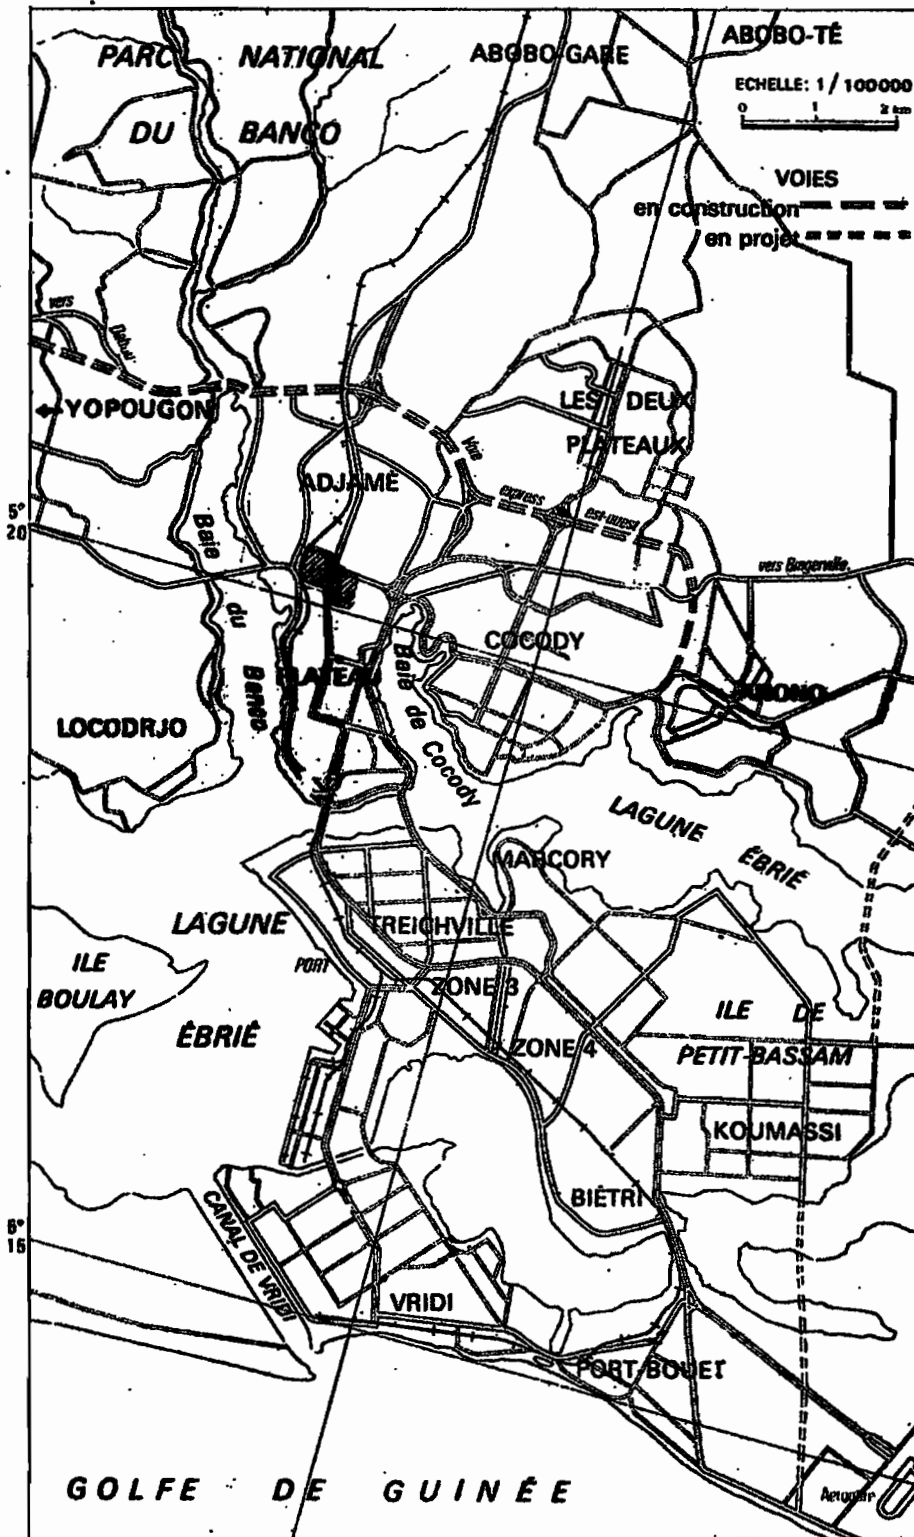 PARC NATIONAL
DU BANCO
ABOBO-GARE
ABOBO-TÉ
ECHELLE: 1 / 100000
0 1 2 km
VOIES
en construction
en projet
vers
YOPOUGON
LES DEUX
PLATEAUX
Voie
express
est-ouest
ADJAMÉ
5°
20
Baie
du
Banco
vers Bingerville
COCODY
PLATEAU
Baie
de Cocody
LOCODRJO
LAGUNE
ÉBRIÉ
MARCORY
TREICHVILLE
LAGUNE
ÉBRIÉ
PORT
ILE
BOULAY
ZONE 3
ZONE 4
ILE DE
PETIT-BASSAM
KOUMASSI
BIÉTRI
CANAL DE VRIDI
15
VRIDI
PORT-BOUET
GOLFE DE GUINÉE